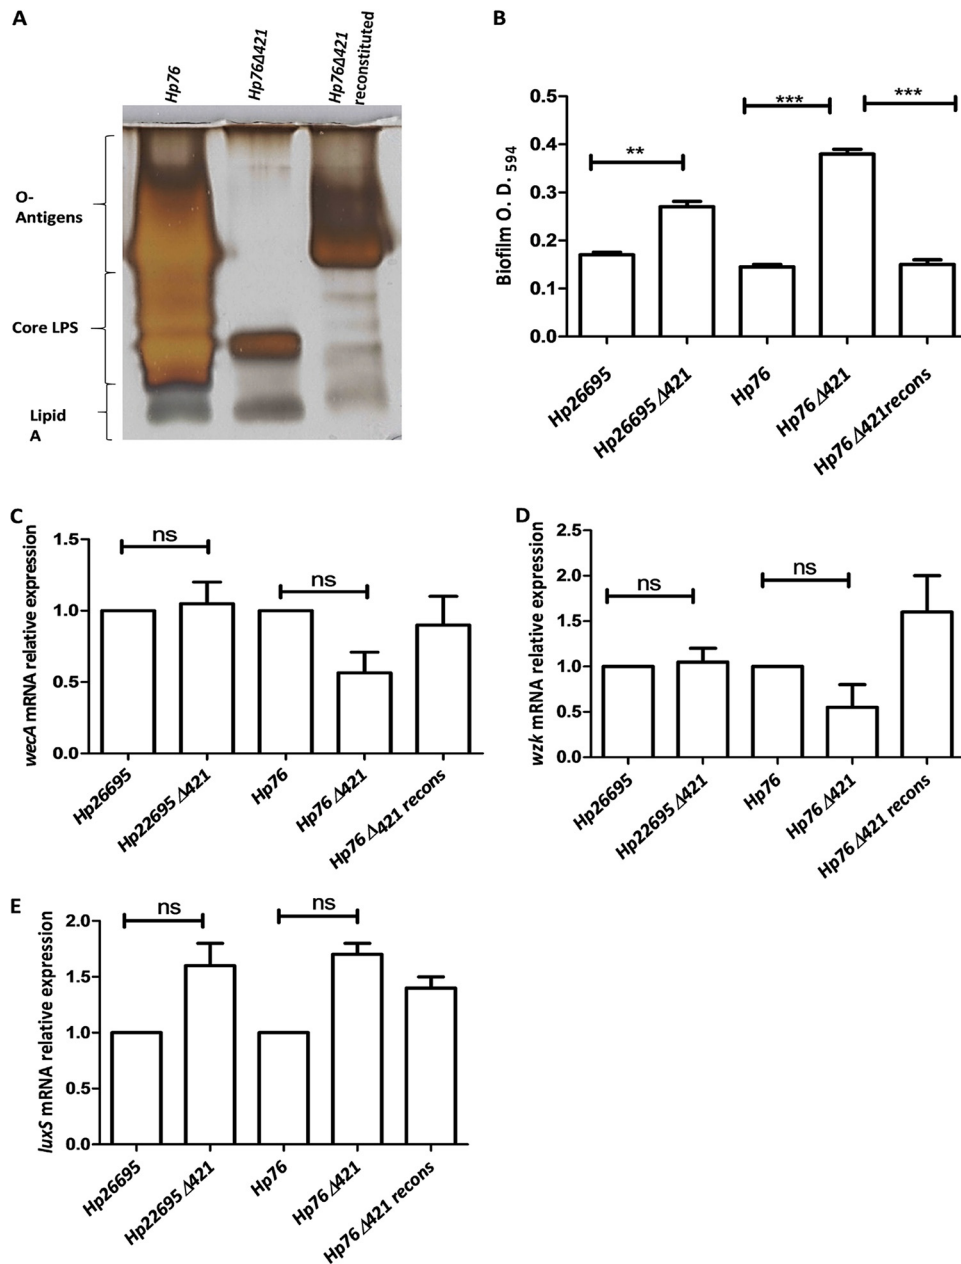 A
Hp76
Hp76Δ421
Hp76Δ421
reconstituted
O-
Antigens
Core LPS
Lipid
A
B
Biofilm O. D. 594
0.5
0.4
0.3
0.2
0.1
0.0
**
***
***
Hp26695
Hp26695 Δ421
Hp76
Hp76 Δ421
Hp76 Δ421recons
C
wecA mRNA relative expression
1.5
1.0
0.5
0.0
ns
ns
Hp26695
Hp22695 Δ421
Hp76
Hp76 Δ421
Hp76 Δ421 recons
D
wzk mRNA relative expression
2.5
2.0
1.5
1.0
0.5
0.0
ns
ns
Hp26695
Hp22695 Δ421
Hp76
Hp76 Δ421
Hp76 Δ421 recons
E
luxS mRNA relative expression
2.0
1.5
1.0
0.5
0.0
ns
ns
Hp26695
Hp22695 Δ421
Hp76
Hp76 Δ421
Hp76 Δ421 recons